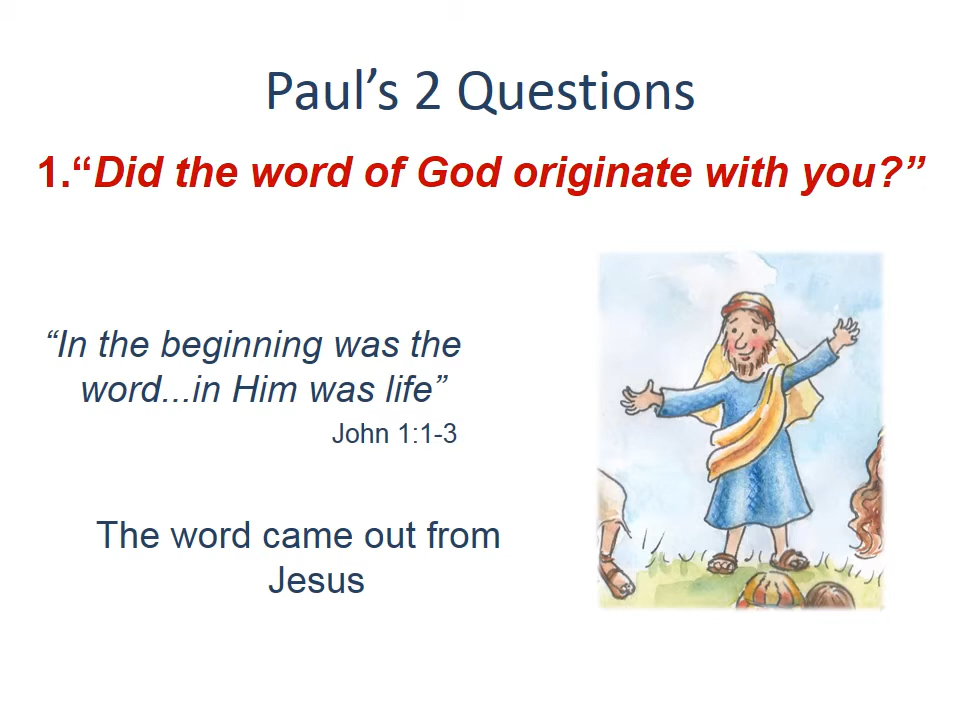 Paul’s 2 Questions
1.“Did the word of God originate with you?”
“In the beginning was the
word...in Him was life”
John 1:1-3
The word came out from
Jesus